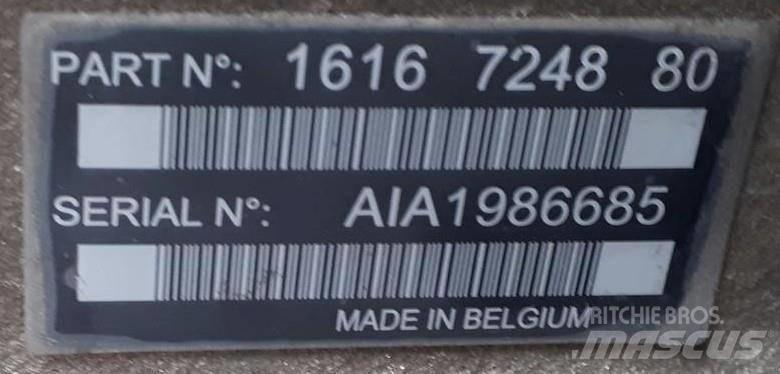 PART N°: 1616 7248 80
SERIAL N°: AIA1986685
MADE IN BELGIUM
RITCHIE BROS.
MASCUS